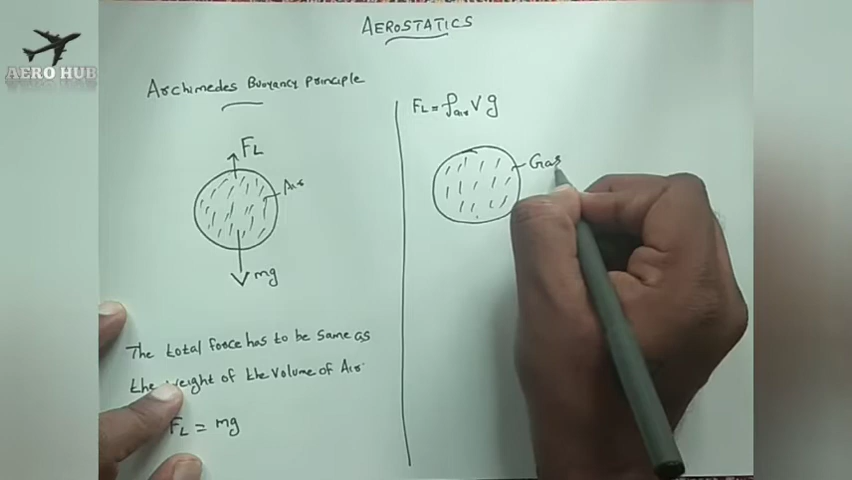 AEROSTATICS
AERO HUB
Archimedes Buoyancy principle
FL
Air
mg
The total force has to be same as
the weight of the volume of Air
FL = mg
FL = ρair V g
Gas